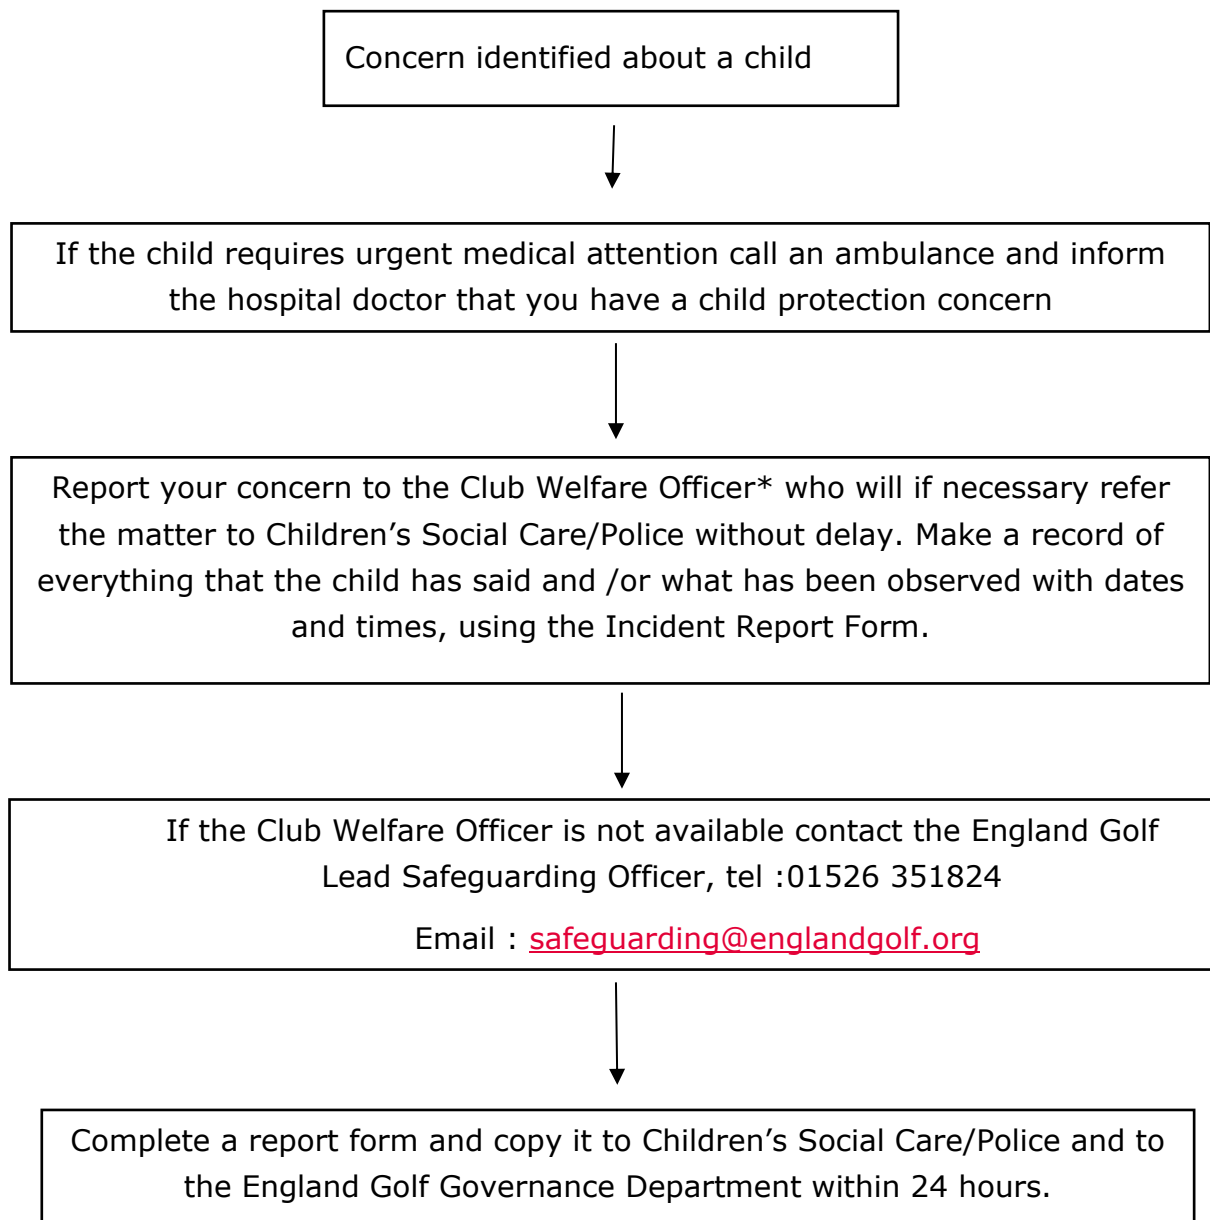 Concern identified about a child
If the child requires urgent medical attention call an ambulance and inform
the hospital doctor that you have a child protection concern
Report your concern to the Club Welfare Officer* who will if necessary refer
the matter to Children’s Social Care/Police without delay. Make a record of
everything that the child has said and /or what has been observed with dates
and times, using the Incident Report Form.
If the Club Welfare Officer is not available contact the England Golf
Lead Safeguarding Officer, tel :01526 351824
Email : safeguarding@englandgolf.org
Complete a report form and copy it to Children’s Social Care/Police and to
the England Golf Governance Department within 24 hours.